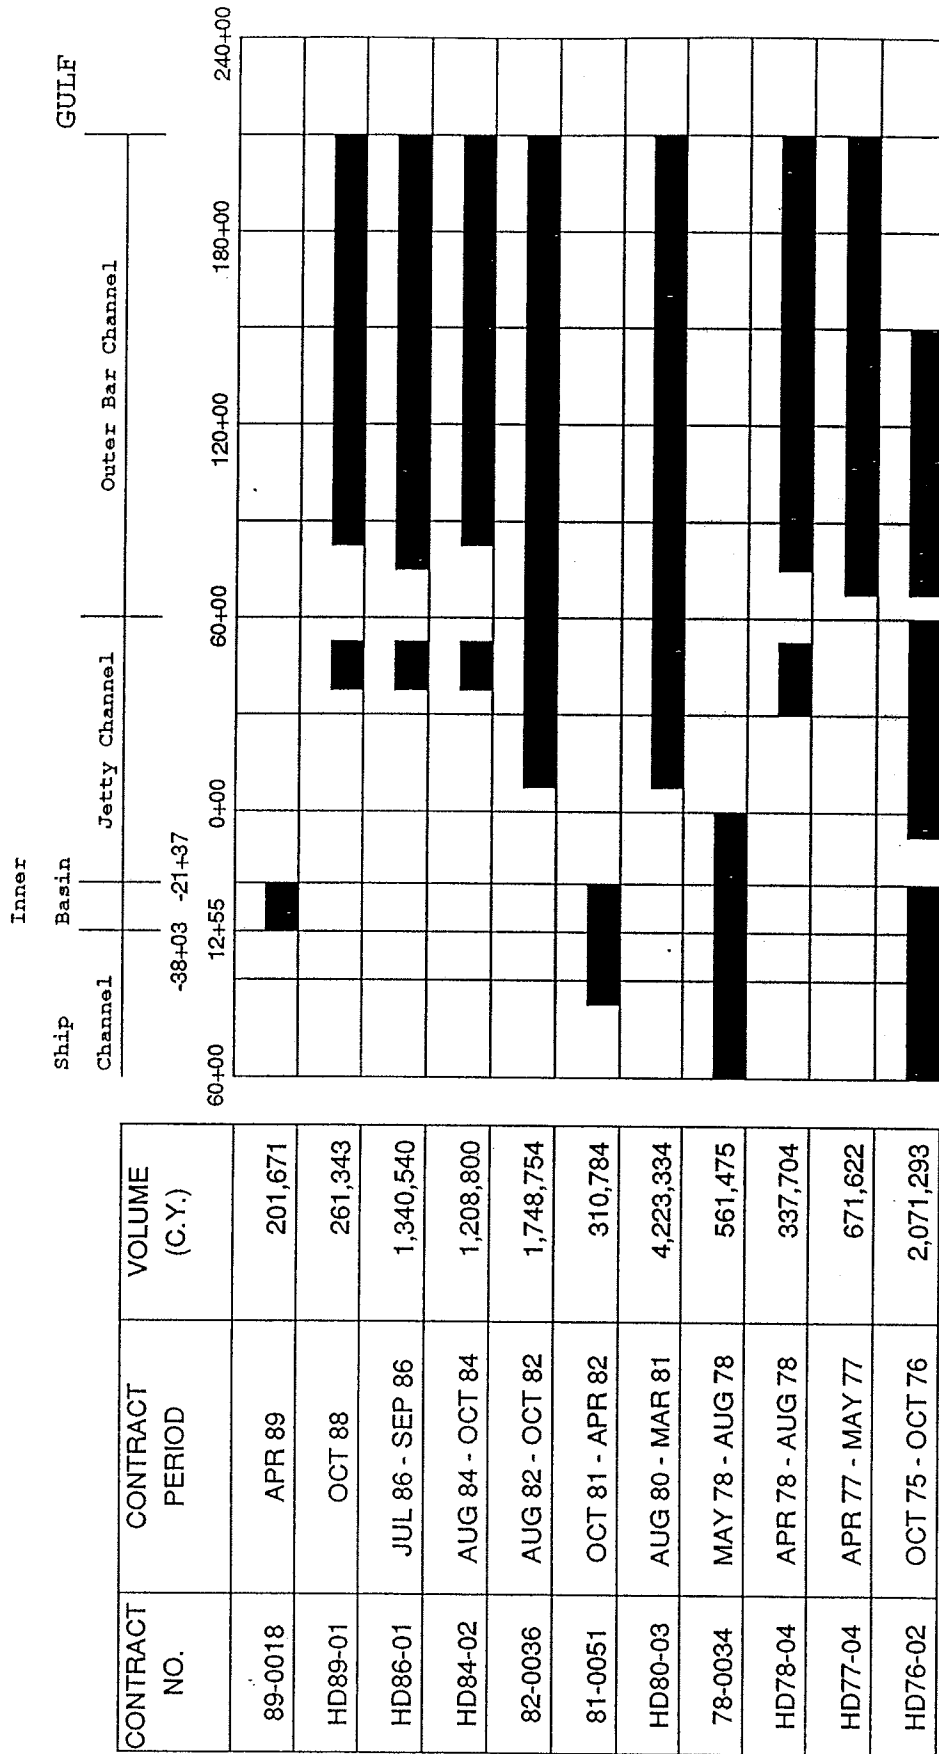 CONTRACT NO. CONTRACT PERIOD VOLUME (C.Y.)
89-0018 APR 89 201,671
HD89-01 OCT 88 261,343
HD86-01 JUL 86 - SEP 86 1,340,540
HD84-02 AUG 84 - OCT 84 1,208,800
82-0036 AUG 82 - OCT 82 1,748,754
81-0051 OCT 81 - APR 82 310,784
HD80-03 AUG 80 - MAR 81 4,223,334
78-0034 MAY 78 - AUG 78 561,475
HD78-04 APR 78 - AUG 78 337,704
HD77-04 APR 77 - MAY 77 671,622
HD76-02 OCT 75 - OCT 76 2,071,293
Inner
Ship Basin GULF
Channel Jetty Channel Outer Bar Channel
-38+03 -21+37
60+00 12+55 0+00 60+00 120+00 180+00 240+00